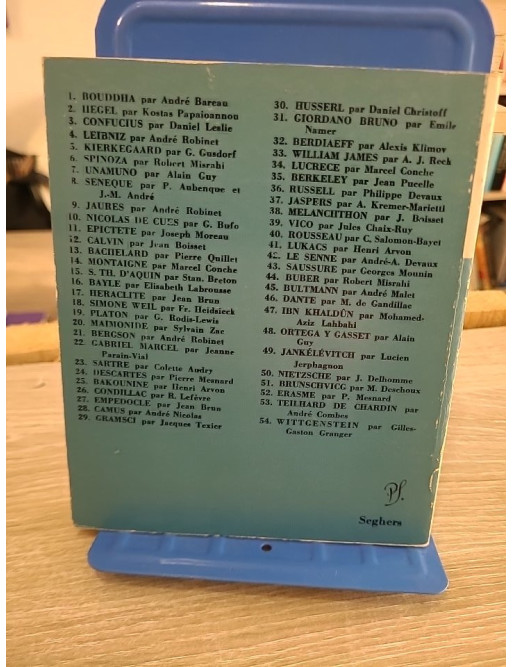 1. BOUDDHA par André Bareau
2. HEGEL par Kostas Papaioannou
3. CONFUCIUS par Daniel Leslie
4. LEIBNIZ par André Robinet
5. KIERKEGAARD par G. Gusdorf
6. SPINOZA par Robert Misrahi
7. UNAMUNO par Alain Guy
8. SENEQUE par P. Aubenque et
J.-M. André
9. JAURES par André Robinet
10. NICOLAS DE CUES par G. Bufo
11. EPICTETE par Joseph Moreau
12. CALVIN par Jean Boisset
13. BACHELARD par Pierre Quillet
14. MONTAIGNE par Marcel Conche
15. S. TH. D'AQUIN par Stan. Breton
16. BAYLE par Elisabeth Labrousse
17. HERACLITE par Jean Brun
18. SIMONE WEIL par Fr. Heidsieck
19. PLATON par G. Rodis-Lewis
20. MAIMONIDE par Sylvain Zac
21. BERGSON par André Robinet
22. GABRIEL MARCEL par Jeanne
Parain-Vial
23. SARTRE par Colette Audry
24. DESCARTES par Pierre Mesnard
25. BAKOUNINE par Henri Arvon
26. CONDILLAC par R. Lefèvre
27. EMPEDOCLE par Jean Brun
28. CAMUS par André Nicolas
29. GRAMSCI par Jacques Texier
30. HUSSERL par Daniel Christoff
31. GIORDANO BRUNO par Emile
Namer
32. BERDIAEFF par Alexis Klimov
33. WILLIAM JAMES par A. J. Reck
34. LUCRECE par Marcel Conche
35. BERKELEY par Jean Pucelle
36. RUSSELL par Philippe Devaux
37. JASPERS par A. Kremer-Marietti
38. MELANCHTHON par J. Boisset
39. VICO par Jules Chaix-Ruy
40. ROUSSEAU par C. Salomon-Bayet
41. LUKACS par Henri Arvon
42. LE SENNE par André-A. Devaux
43. SAUSSURE par Georges Mounin
44. BUBER par Robert Misrahi
45. BULTMANN par André Malet
46. DANTE par M. de Gandillac
47. IBN KHALDÛN par Mohamed-
Aziz Lahbabi
48. ORTEGA Y GASSET par Alain
Guy
49. JANKÉLÉVITCH par Lucien
Jerphagnon
50. NIETZSCHE par J. Delhomme
51. BRUNSCHVICG par M. Deschoux
52. ERASME par P. Mesnard
53. TEILHARD DE CHARDIN par
André Combes
54. WITTGENSTEIN par Gilles-
Gaston Granger
PS.
Seghers